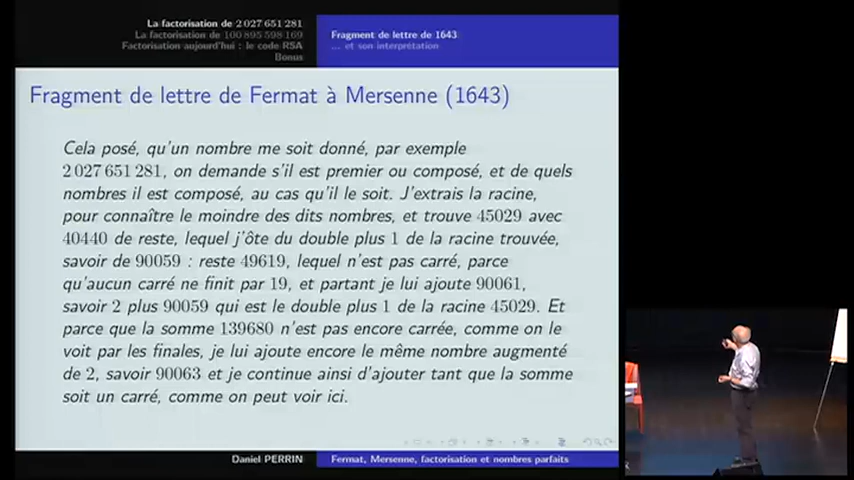 La factorisation de 2 027 651 281
La factorisation de 100 895 598 169
Factorisation aujourd'hui : le code RSA
Bonus
Fragment de lettre de 1643
... et son interprétation
Fragment de lettre de Fermat à Mersenne (1643)
Cela posé, qu'un nombre me soit donné, par exemple
2 027 651 281, on demande s'il est premier ou composé, et de quels
nombres il est composé, au cas qu'il le soit. J'extrais la racine,
pour connaître le moindre des dits nombres, et trouve 45029 avec
40440 de reste, lequel j'ôte du double plus 1 de la racine trouvée,
savoir de 90059 : reste 49619, lequel n'est pas carré, parce
qu'aucun carré ne finit par 19, et partant je lui ajoute 90061,
savoir 2 plus 90059 qui est le double plus 1 de la racine 45029. Et
parce que la somme 139680 n'est pas encore carrée, comme on le
voit par les finales, je lui ajoute encore le même nombre augmenté
de 2, savoir 90063 et je continue ainsi d'ajouter tant que la somme
soit un carré, comme on peut voir ici.
Daniel PERRIN
Fermat, Mersenne, factorisation et nombres parfaits